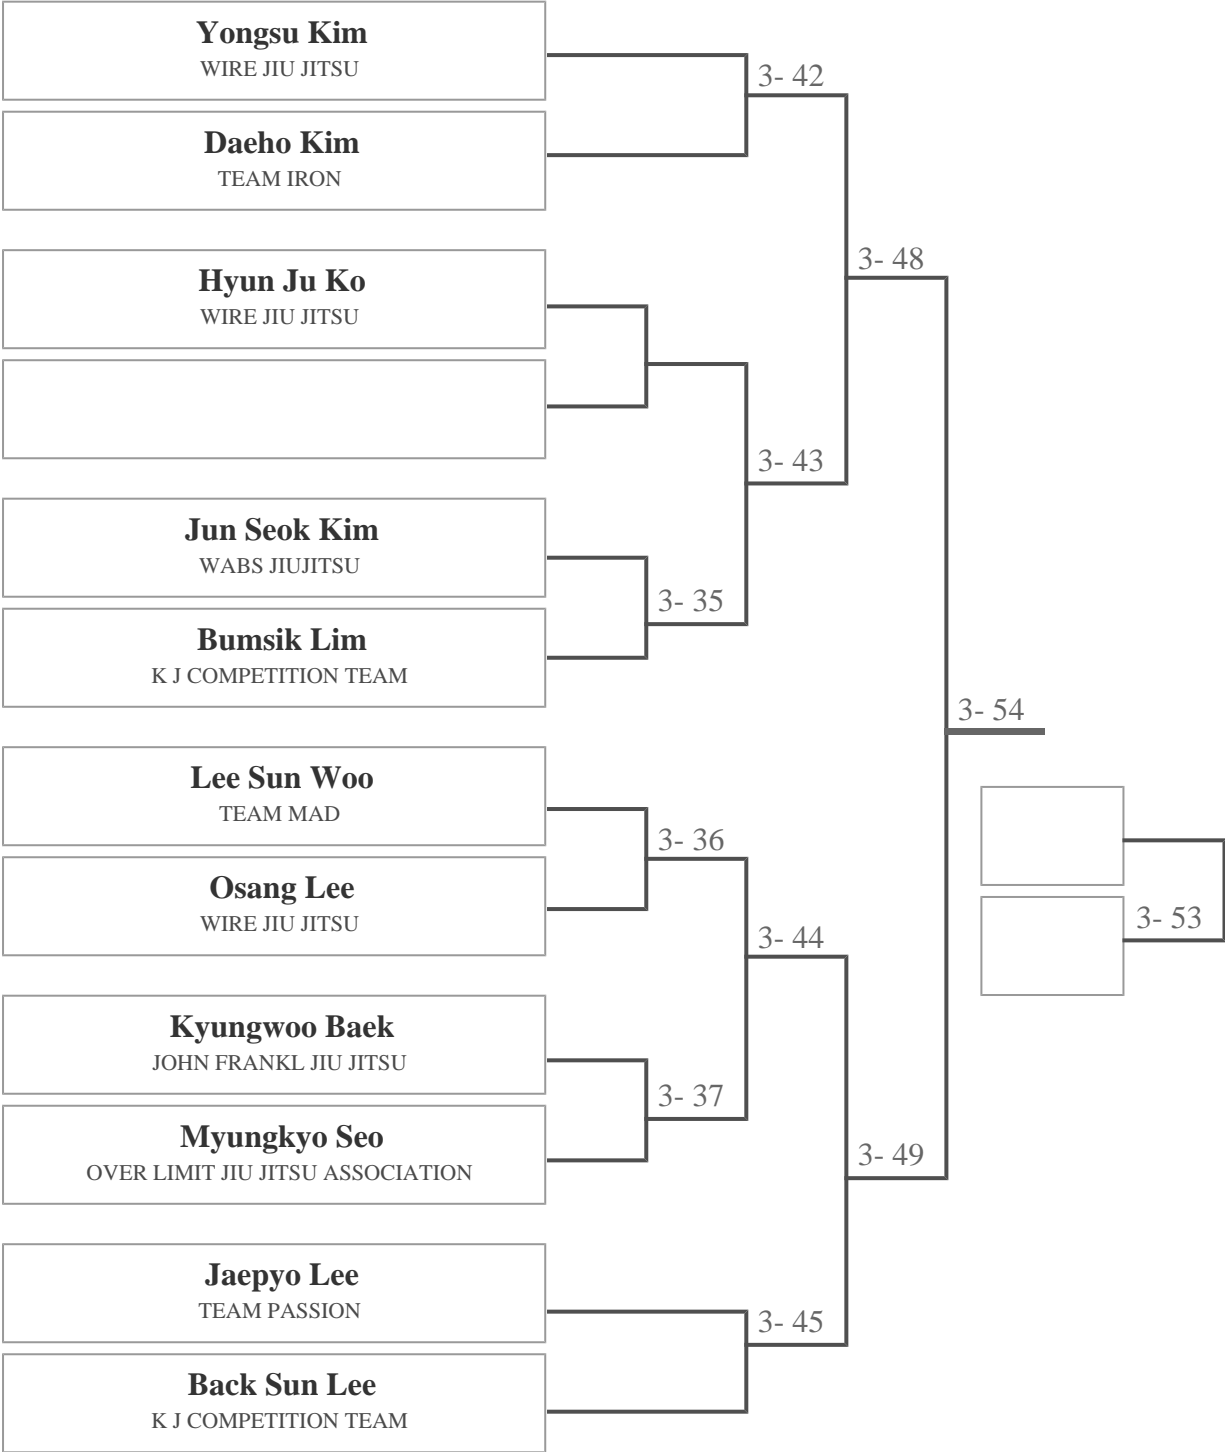 Yongsu Kim
WIRE JIU JITSU
3- 42
Daeho Kim
TEAM IRON
3- 48
Hyun Ju Ko
WIRE JIU JITSU
3- 43
Jun Seok Kim
WABS JIUJITSU
3- 35
Bumsik Lim
K J COMPETITION TEAM
3- 54
Lee Sun Woo
TEAM MAD
3- 36
Osang Lee
WIRE JIU JITSU
3- 53
3- 44
Kyungwoo Baek
JOHN FRANKL JIU JITSU
3- 37
Myungkyo Seo
OVER LIMIT JIU JITSU ASSOCIATION
3- 49
Jaepyo Lee
TEAM PASSION
3- 45
Back Sun Lee
K J COMPETITION TEAM